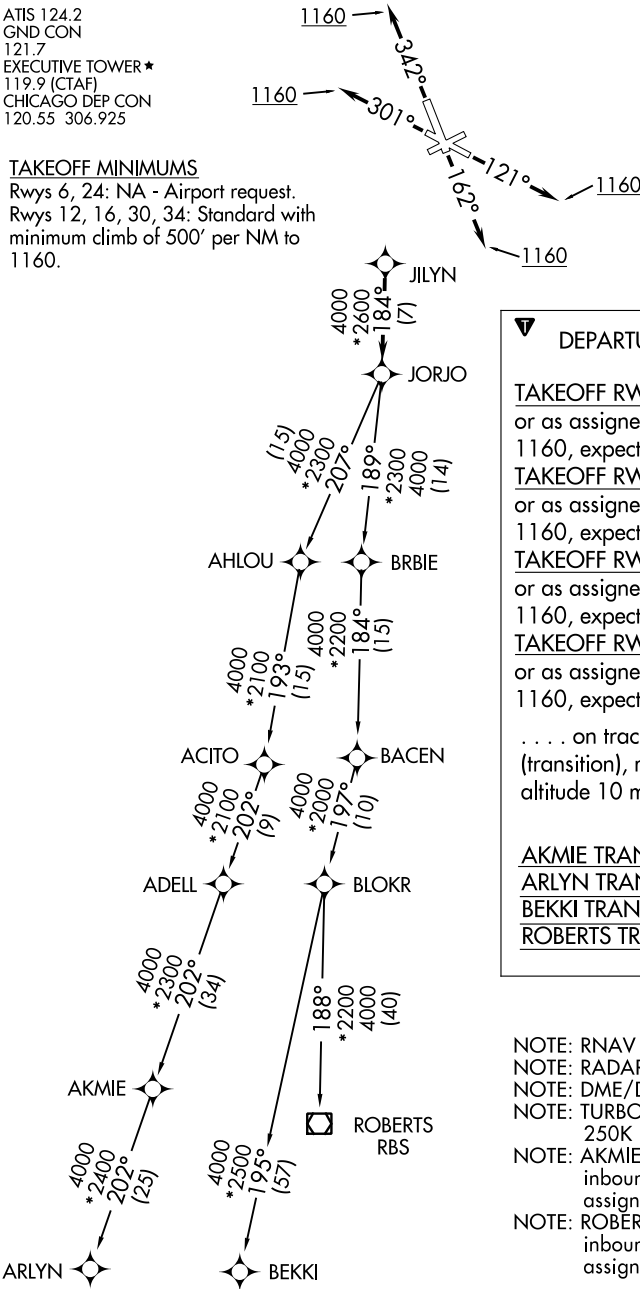 ATIS 124.2
GND CON
121.7
EXECUTIVE TOWER★
119.9 (CTAF)
CHICAGO DEP CON
120.55 306.925
TAKEOFF MINIMUMS
Rwys 6, 24: NA - Airport request.
Rwys 12, 16, 30, 34: Standard with
minimum climb of 500' per NM to
1160.
1160
342°
1160
301°
121°
1160
162°
1160
JILYN
4000
*2600
184°
(7)
JORJO
(15)
4000
*2300
207°
189°
*2300
4000
(14)
AHLOU
BRBIE
4000
*2100
193°
(15)
4000
*2200
184°
(15)
ACITO
BACEN
4000
*2100
202°
(9)
4000
*2000
197°
(10)
ADELL
BLOKR
4000
*2300
202°
(34)
188°
*2200
4000
(40)
AKMIE
ROBERTS
RBS
4000
*2400
202°
(25)
4000
*2500
195°
(57)
ARLYN
BEKKI
T
DEPARTU
TAKEOFF RW
or as assigne
1160, expect
TAKEOFF RW
or as assigne
1160, expect
TAKEOFF RW
or as assigne
1160, expect
TAKEOFF RW
or as assigne
1160, expect
. . . . on trac
(transition), m
altitude 10 m
AKMIE TRAN
ARLYN TRAN
BEKKI TRAN
ROBERTS TR
NOTE: RNAV
NOTE: RADAR
NOTE: DME/D
NOTE: TURBO
250K
NOTE: AKMIE
inboun
assign
NOTE: ROBER
inboun
assign